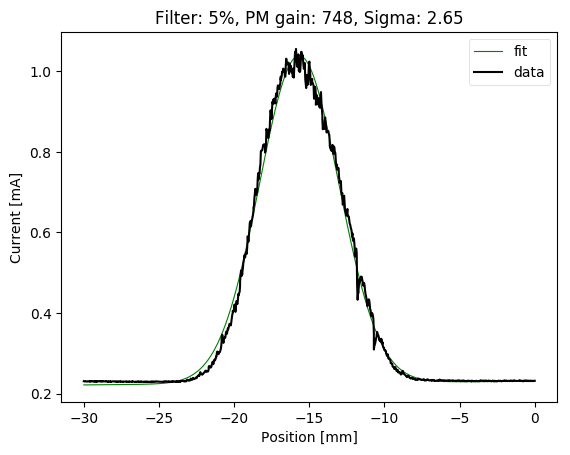 Filter: 5%, PM gain: 748, Sigma: 2.65
fit
data
1.0
0.8
0.6
0.4
0.2
Current [mA]
−30 −25 −20 −15 −10 −5 0
Position [mm]